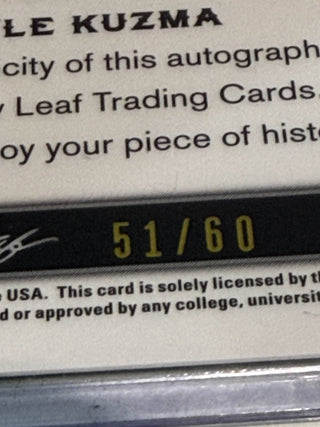 LE KUZMA
city of this autograph
Leaf Trading Cards.
oy your piece of hist
51/60
USA. This card is solely licensed by t
d or approved by any college, universit